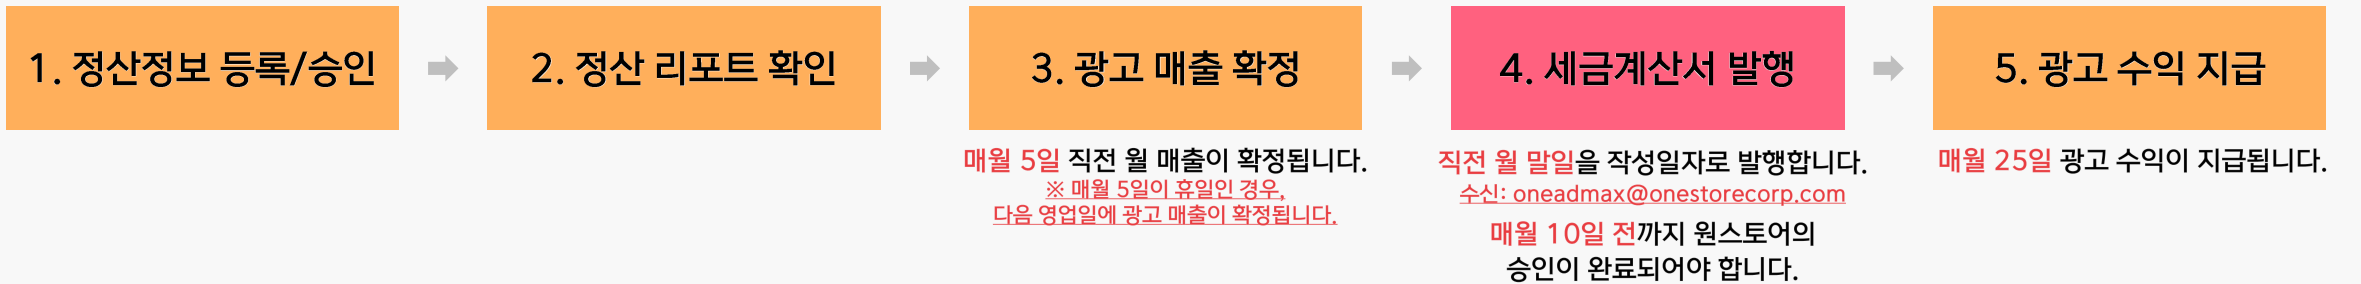 1. 정산정보 등록/승인
2. 정산 리포트 확인
3. 광고 매출 확정
매월 5일 직전 월 매출이 확정됩니다.
※ 매월 5일이 휴일인 경우,
다음 영업일에 광고 매출이 확정됩니다.
4. 세금계산서 발행
직전 월 말일을 작성일자로 발행합니다.
수신: oneadmax@onestorecorp.com
매월 10일 전까지 원스토어의
승인이 완료되어야 합니다.
5. 광고 수익 지급
매월 25일 광고 수익이 지급됩니다.